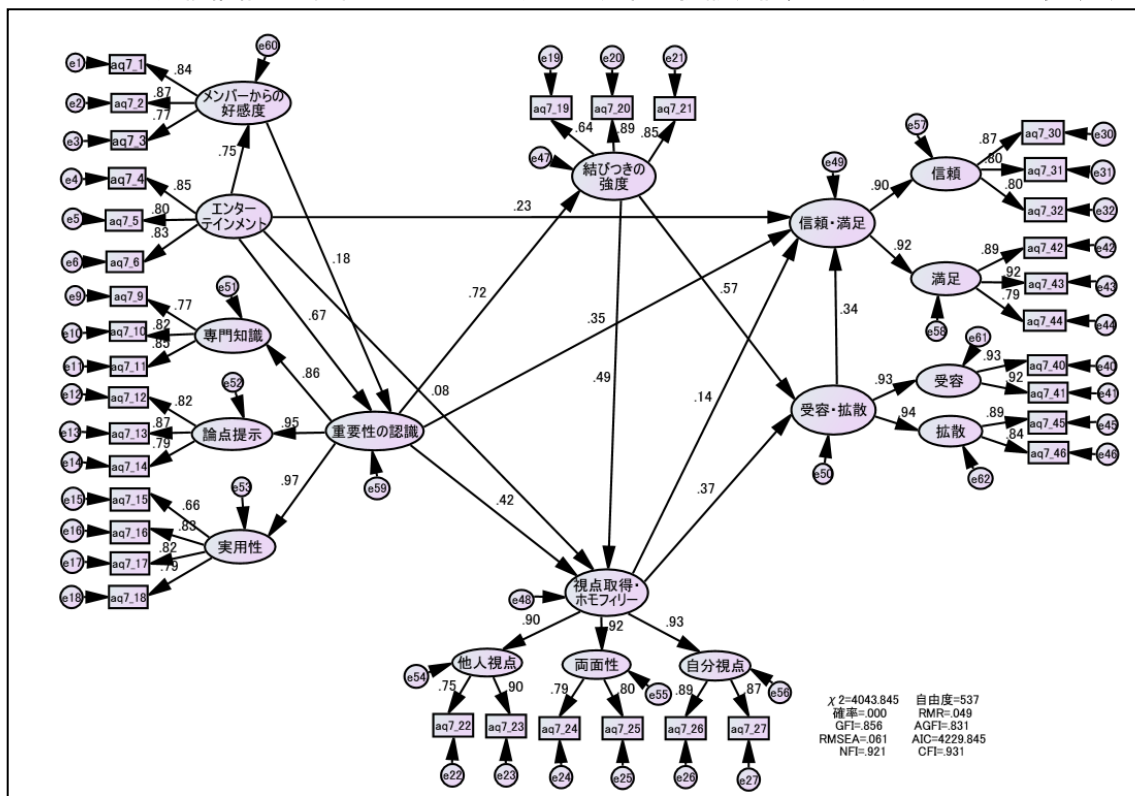 e1
aq7_1
.84
e2
aq7_2
.87
e3
aq7_3
.77
e60
メンバーからの
好感度
.75
e4
aq7_4
.85
e5
aq7_5
.80
e6
aq7_6
.83
エンター
テインメント
.23
.18
.67
.08
e9
aq7_9
.77
e10
aq7_10
.82
e11
aq7_11
.85
e51
専門知識
.86
e12
aq7_12
.82
e13
aq7_13
.87
e14
aq7_14
.79
e52
論点提示
.95
e15
aq7_15
.66
e16
aq7_16
.83
e17
aq7_17
.82
e18
aq7_18
.79
e53
実用性
.97
重要性の認識
e59
.72
.35
.42
e19
e20
e21
aq7_19
aq7_20
aq7_21
.64
.89
.85
e47
結びつきの
強度
.57
.49
e49
信頼・満足
.90
.92
.34
.14
.37
e57
信頼
.87
aq7_30
e30
.80
aq7_31
e31
.80
aq7_32
e32
満足
e58
.89
aq7_42
e42
.92
aq7_43
e43
.79
aq7_44
e44
受容・拡散
e50
.93
.94
e61
受容
.93
aq7_40
e40
.92
aq7_41
e41
拡散
e62
.89
aq7_45
e45
.84
aq7_46
e46
e48
視点取得・
ホモフィリー
.90
.92
.93
e54
他人視点
両面性
e55
自分視点
e56
.75
.90
.79
.80
.89
.87
aq7_22
aq7_23
aq7_24
aq7_25
aq7_26
aq7_27
e22
e23
e24
e25
e26
e27
χ2=4043.845 自由度=537
確率=.000 RMR=.049
GFI=.856 AGFI=.831
RMSEA=.061 AIC=4229.845
NFI=.921 CFI=.931